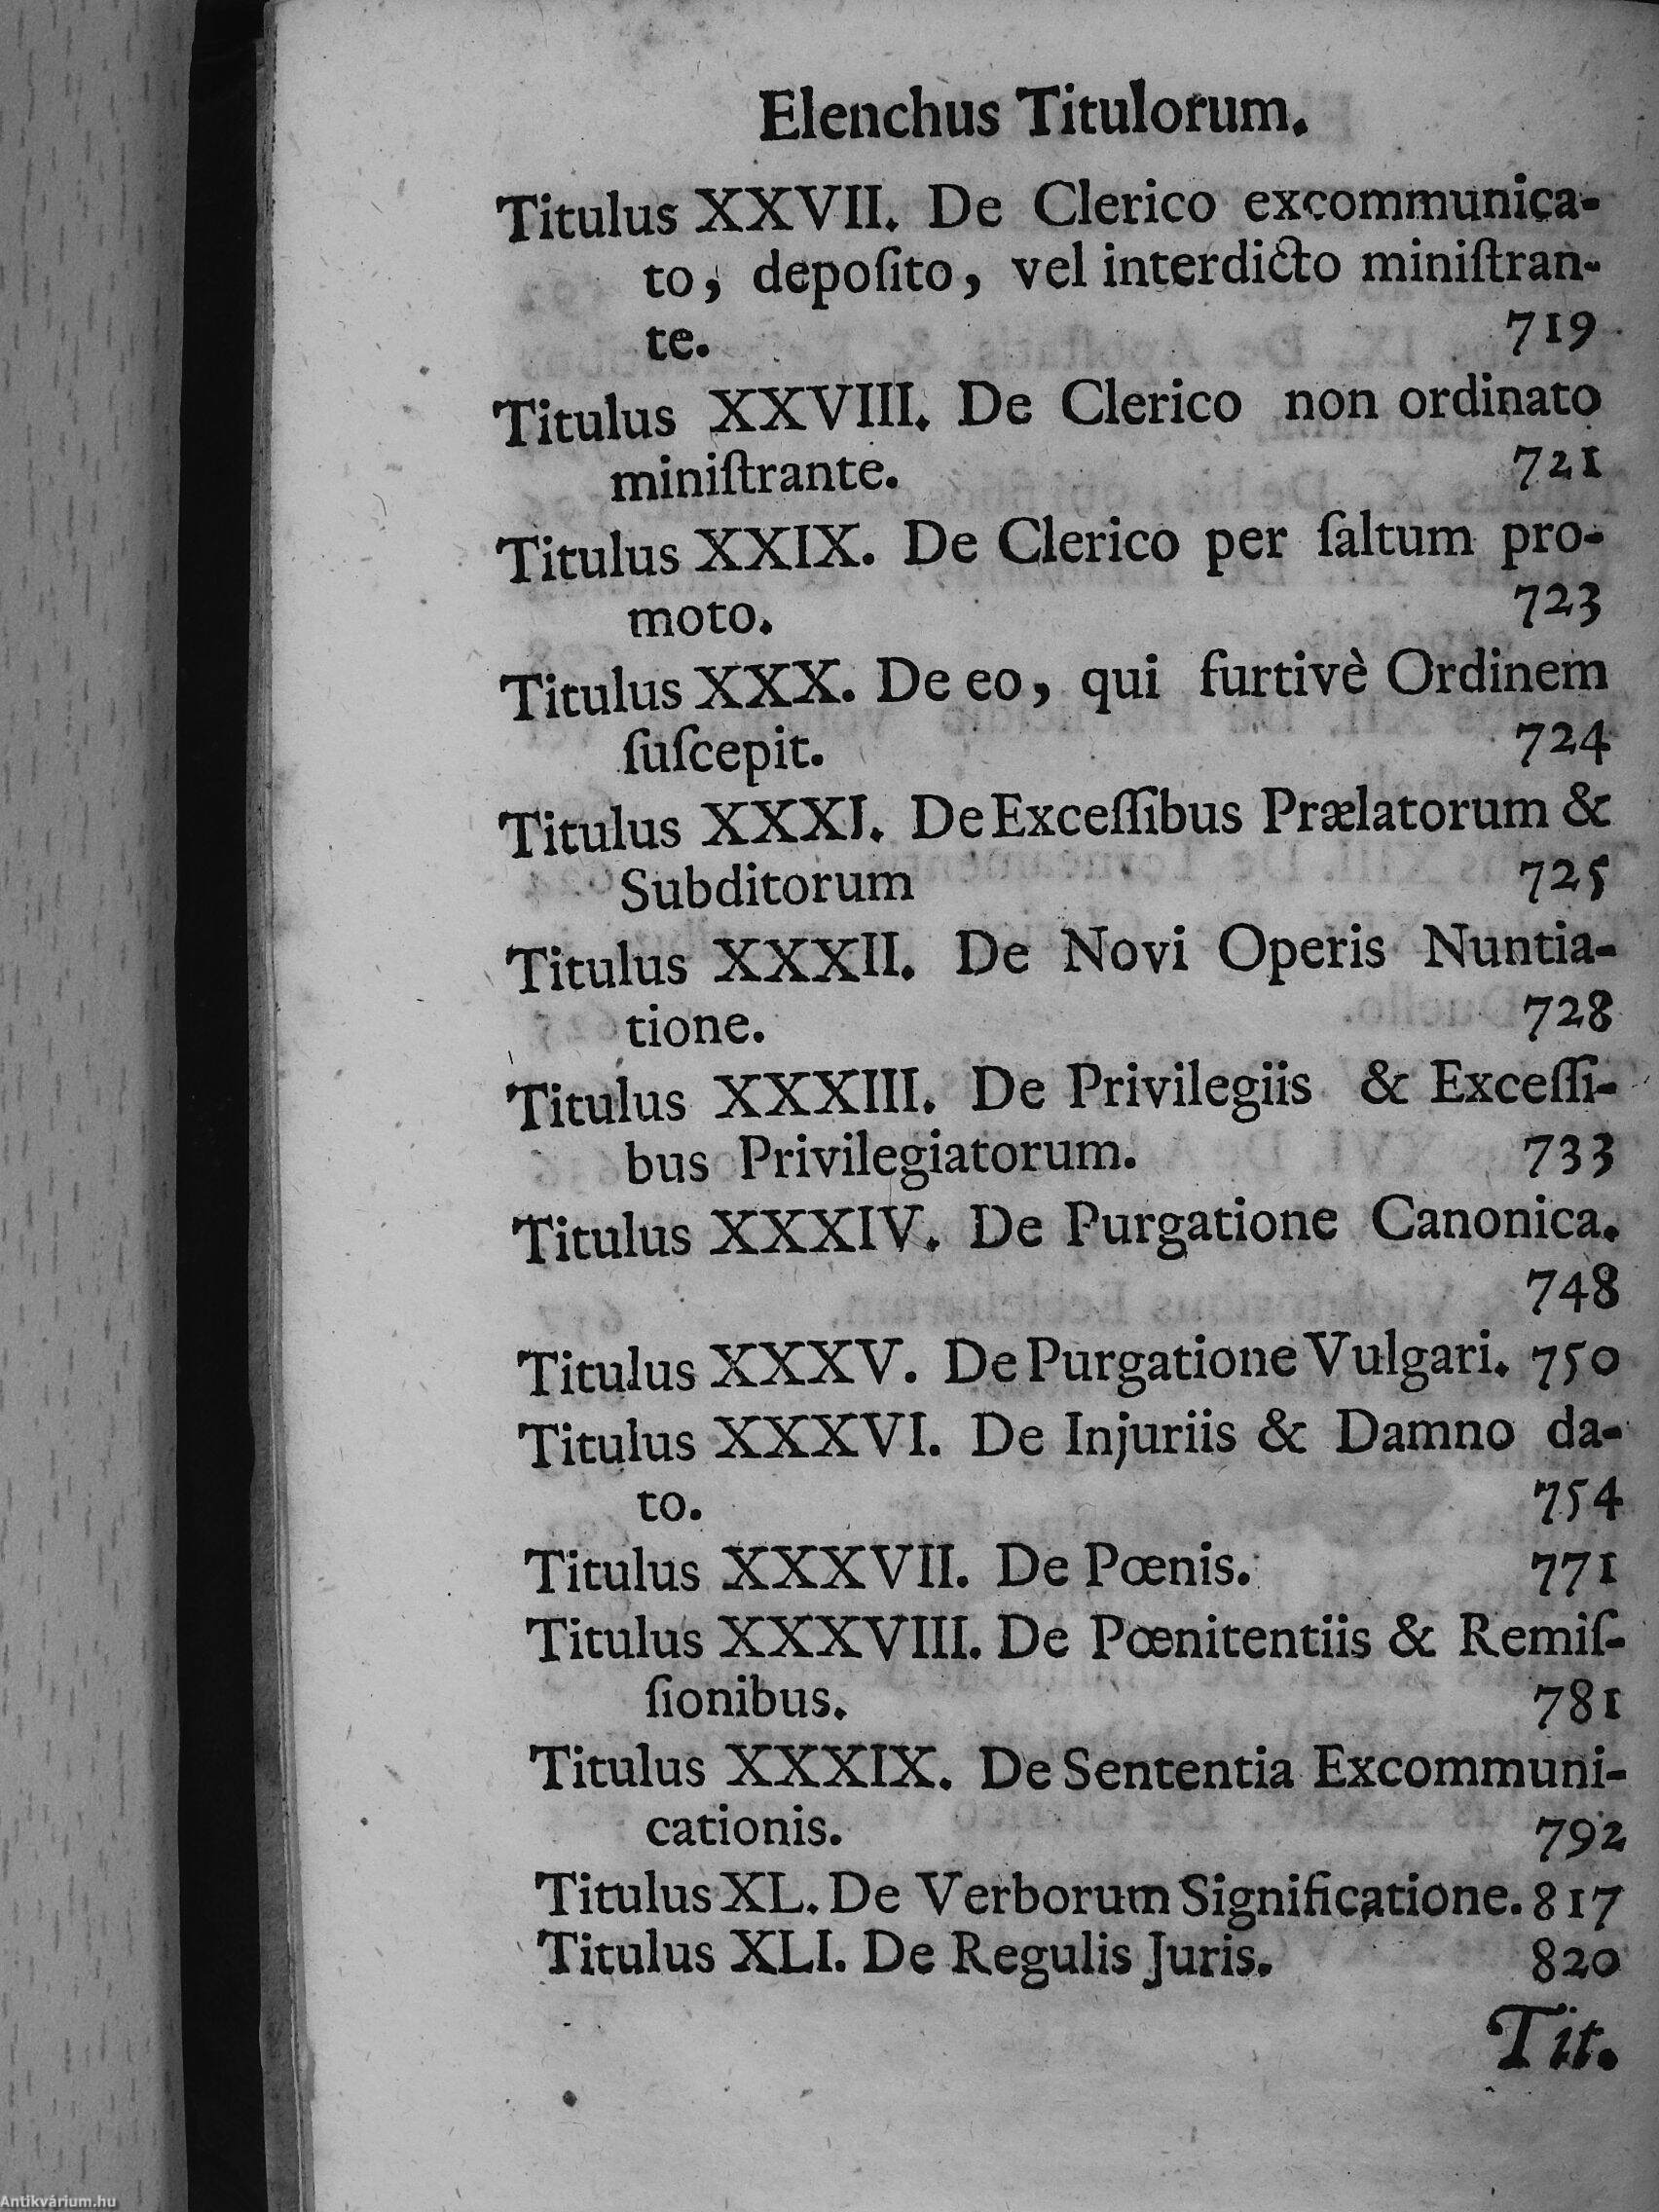 Elenchus Titulorum.
Titulus XXVII. De Clerico excommunica-
to, depoſito, vel interdicto miniſtran-
te. 719
Titulus XXVIII. De Clerico non ordinato
miniſtrante. 721
Titulus XXIX. De Clerico per ſaltum pro-
moto. 723
Titulus XXX. De eo, qui furtivè Ordinem
ſuſcepit. 724
Titulus XXXI. De Exceſſibus Prælatorum &
Subditorum 725
Titulus XXXII. De Novi Operis Nuntia-
tione. 728
Titulus XXXIII. De Privilegiis & Exceſſi-
bus Privilegiatorum. 733
Titulus XXXIV. De Purgatione Canonica.
748
Titulus XXXV. De Purgatione Vulgari. 750
Titulus XXXVI. De Injuriis & Damno da-
to. 754
Titulus XXXVII. De Pœnis. 771
Titulus XXXVIII. De Pœnitentiis & Remiſ-
ſionibus. 781
Titulus XXXIX. De Sententia Excommuni-
cationis. 792
Titulus XL. De Verborum Significatione. 817
Titulus XLI. De Regulis Juris. 820
Tit.
Antikvárium.hu